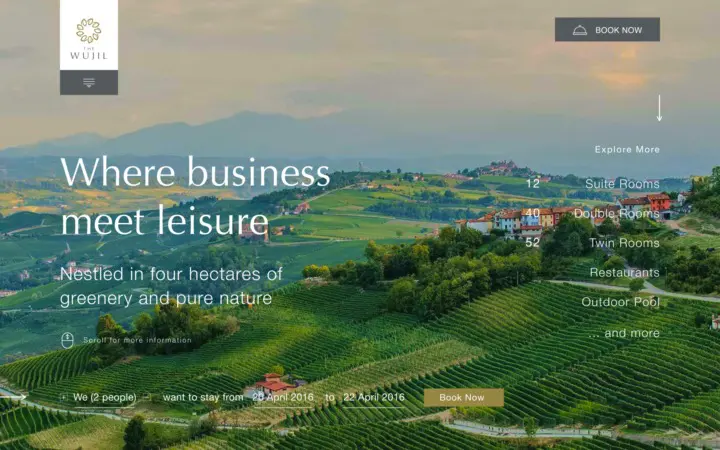 THE
WUJIL
BOOK NOW
Explore More
Where business
meet leisure
12 Suite Rooms
40 Double Rooms
52 Twin Rooms
Restaurants
Outdoor Pool
... and more
Nestled in four hectares of
greenery and pure nature
Scroll for more information
We (2 people) want to stay from 20 April 2016 to 22 April 2016 Book Now